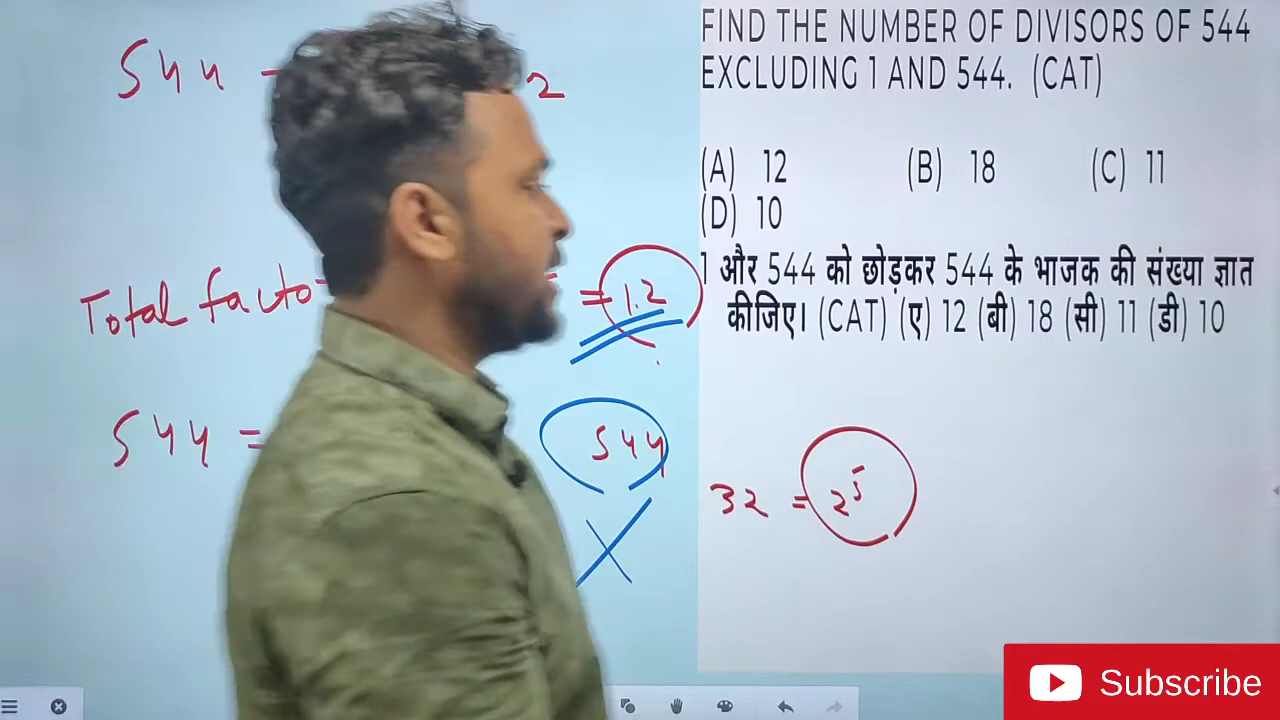 FIND THE NUMBER OF DIVISORS OF 544
EXCLUDING 1 AND 544. (CAT)
(A) 12 (B) 18 (C) 11
(D) 10
1 और 544 को छोड़कर 544 के भाजक की संख्या ज्ञात
कीजिए। (CAT) (ए) 12 (बी) 18 (सी) 11 (डी) 10
544 - 2
Total facto = 12
544 = 544
32 = 2⁵
Subscribe